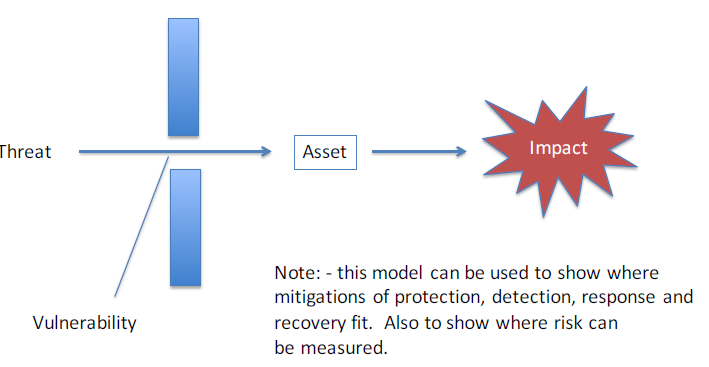 Threat
Asset
Impact
Vulnerability
Note: - this model can be used to show where
mitigations of protection, detection, response and
recovery fit.  Also to show where risk can
be measured.